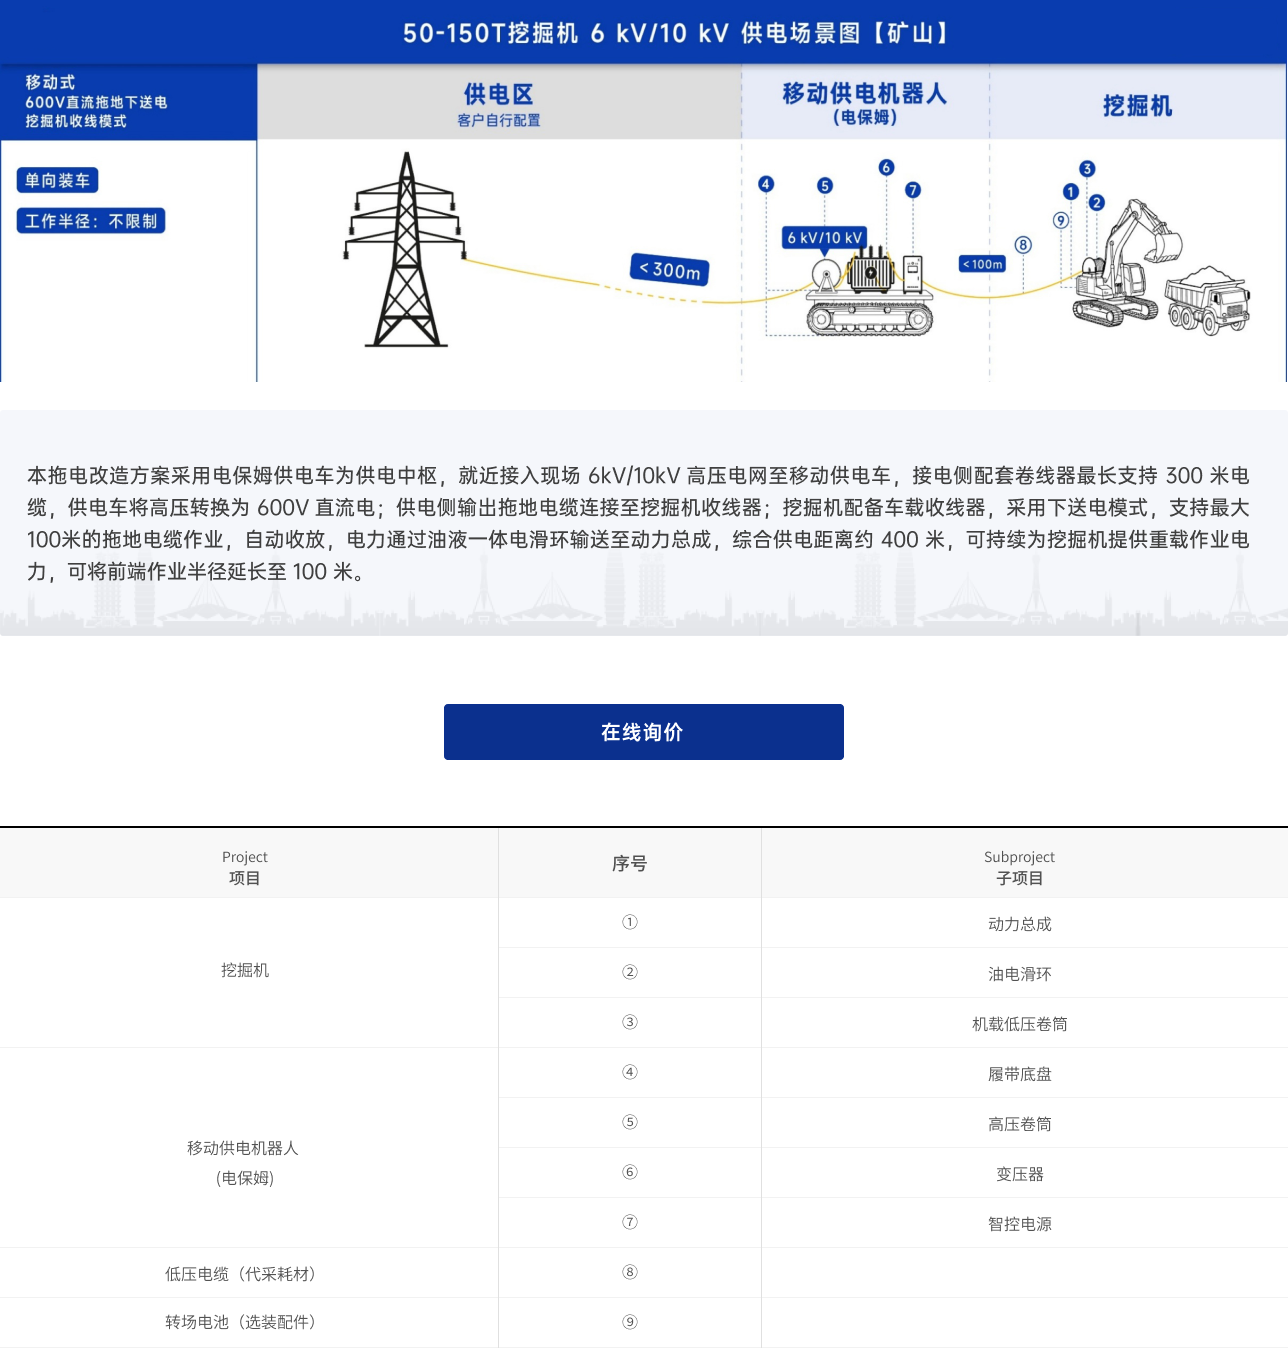 50-150T挖掘机 6 kV/10 kV 供电场景图【矿山】
移动式
600V直流拖地下送电
挖掘机收线模式
供电区
客户自行配置
移动供电机器人
(电保姆)
挖掘机
单向装车
工作半径：不限制
<300m
4
5
6
7
6 kV/10 kV
<100m
⑧
⑨
1
3
2
本拖电改造方案采用电保姆供电车为供电中枢，就近接入现场 6kV/10kV 高压电网至移动供电车，接电侧配套卷线器最长支持 300 米电
缆，供电车将高压转换为 600V 直流电；供电侧输出拖地电缆连接至挖掘机收线器；挖掘机配备车载收线器，采用下送电模式，支持最大
100米的拖地电缆作业，自动收放，电力通过油液一体电滑环输送至动力总成，综合供电距离约 400 米，可持续为挖掘机提供重载作业电
力，可将前端作业半径延长至 100 米。
在线询价
Project
项目
序号
Subproject
子项目
挖掘机
① 动力总成
② 油电滑环
③ 机载低压卷筒
移动供电机器人
(电保姆)
④ 履带底盘
⑤ 高压卷筒
⑥ 变压器
⑦ 智控电源
低压电缆（代采耗材） ⑧
转场电池（选装配件） ⑨